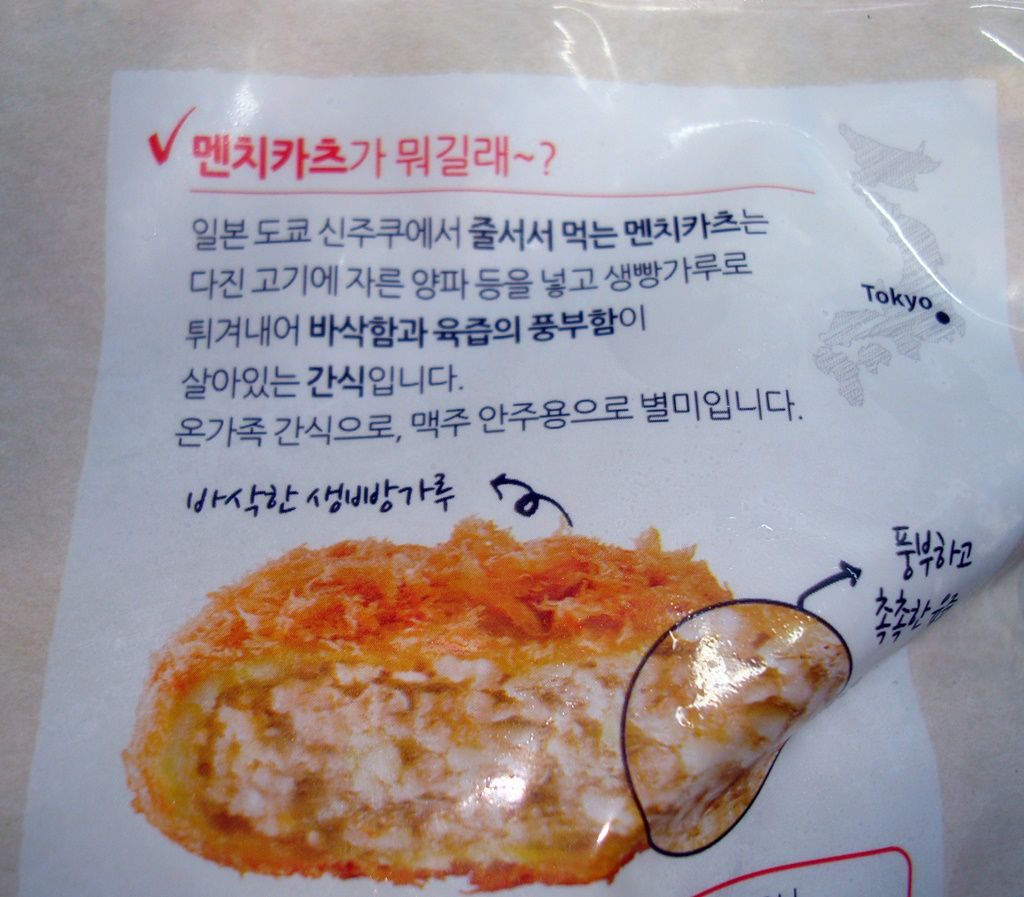 멘치카츠가 뭐길래~?
일본 도쿄 신주쿠에서 줄서서 먹는 멘치카츠는
다진 고기에 자른 양파 등을 넣고 생빵가루로
튀겨내어 바삭함과 육즙의 풍부함이
살아있는 간식입니다.
온가족 간식으로, 맥주 안주용으로 별미입니다.
Tokyo
바삭한 생빵가루
풍부하고
촉촉한